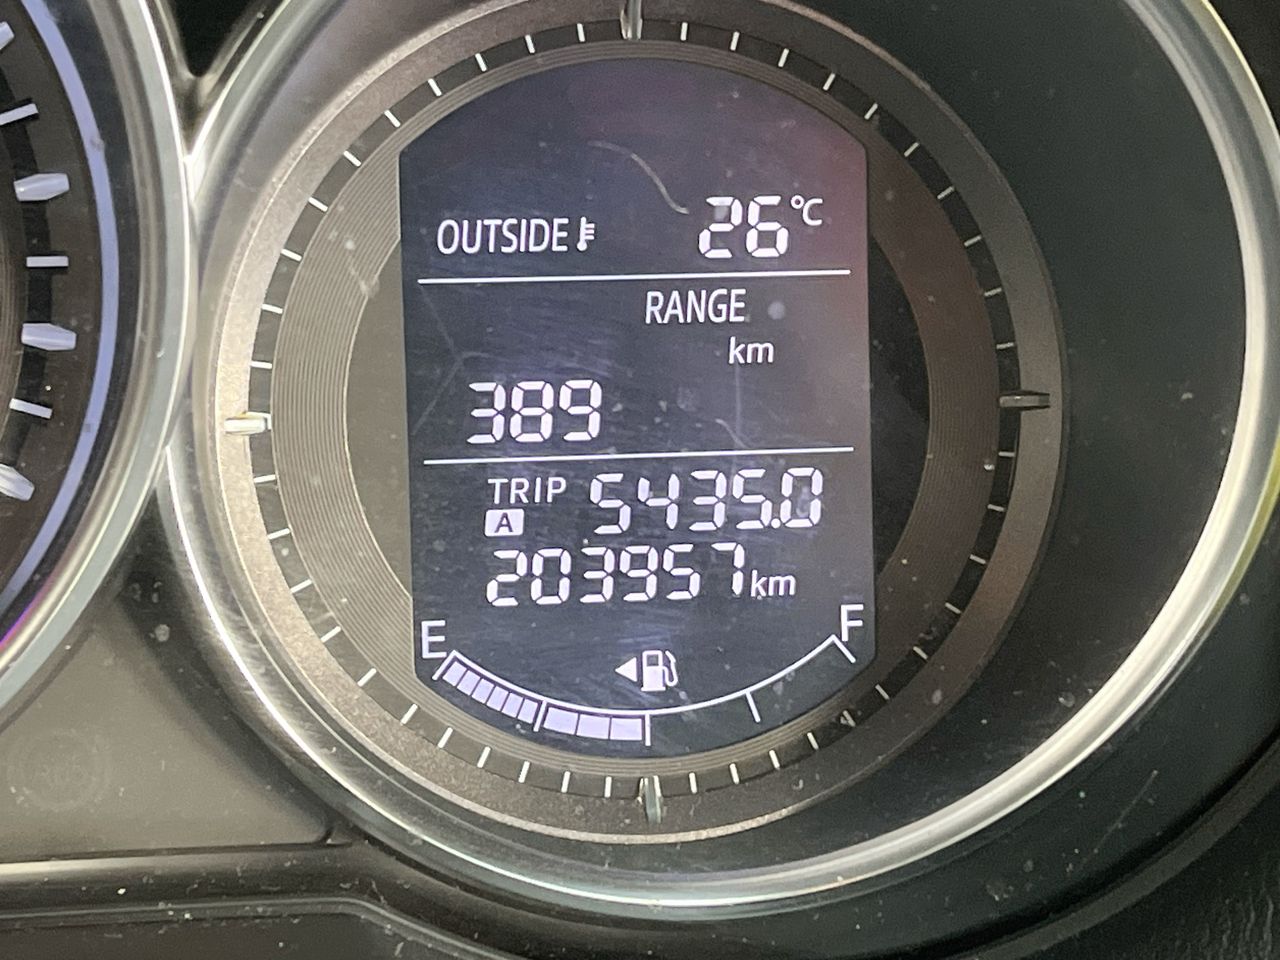 OUTSIDE 26°C
RANGE
km
389
TRIP A 5435.0
203957km
E F